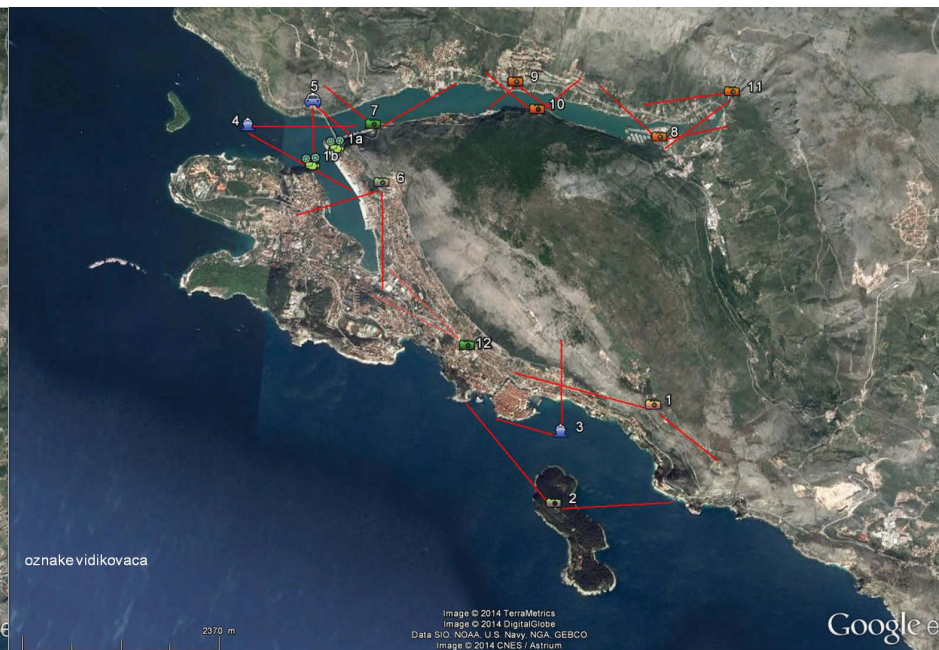 5
4
7
1a
1b
6
9
10
11
8
12
1
3
2
oznake vidikovaca
2370 m
Image © 2014 TerraMetrics
Image © 2014 DigitalGlobe
Data SIO, NOAA, U.S. Navy, NGA, GEBCO
Image © 2014 CNES / Astrium
Google e